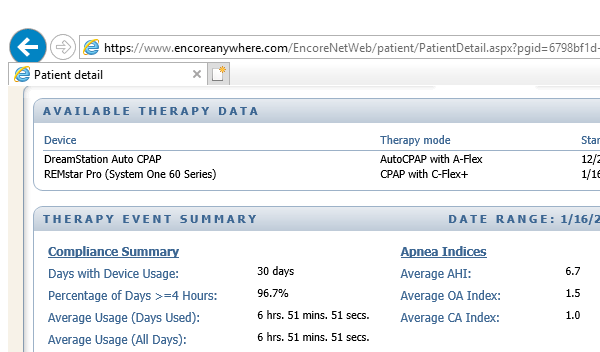 https://www.encoreanywhere.com/EncoreNetWeb/patient/PatientDetail.aspx?pgid=6798bf1d-
Patient detail
AVAILABLE THERAPY DATA
Device Therapy mode Star
DreamStation Auto CPAP AutoCPAP with A-Flex 12/2
REMstar Pro (System One 60 Series) CPAP with C-Flex+ 1/16
THERAPY EVENT SUMMARY DATE RANGE: 1/16/2
Compliance Summary Apnea Indices
Days with Device Usage: 30 days Average AHI: 6.7
Percentage of Days >=4 Hours: 96.7% Average OA Index: 1.5
Average Usage (Days Used): 6 hrs. 51 mins. 51 secs. Average CA Index: 1.0
Average Usage (All Days): 6 hrs. 51 mins. 51 secs.